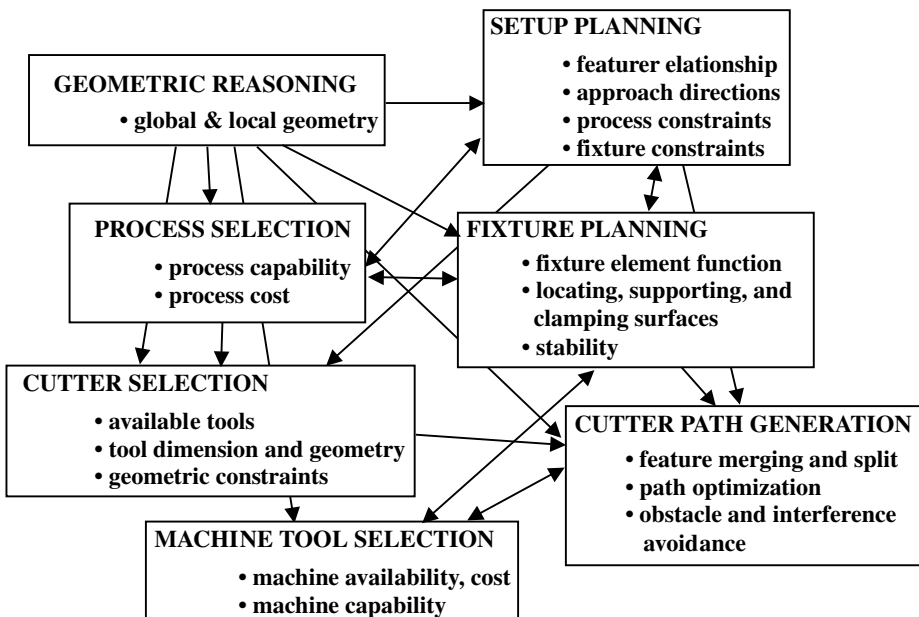 SETUP PLANNING
• featurer elationship
• approach directions
• process constraints
• fixture constraints
GEOMETRIC REASONING
• global & local geometry
PROCESS SELECTION
• process capability
• process cost
FIXTURE PLANNING
• fixture element function
• locating, supporting, and
clamping surfaces
• stability
CUTTER SELECTION
• available tools
• tool dimension and geometry
• geometric constraints
CUTTER PATH GENERATION
• feature merging and split
• path optimization
• obstacle and interference
avoidance
MACHINE TOOL SELECTION
• machine availability, cost
• machine capability